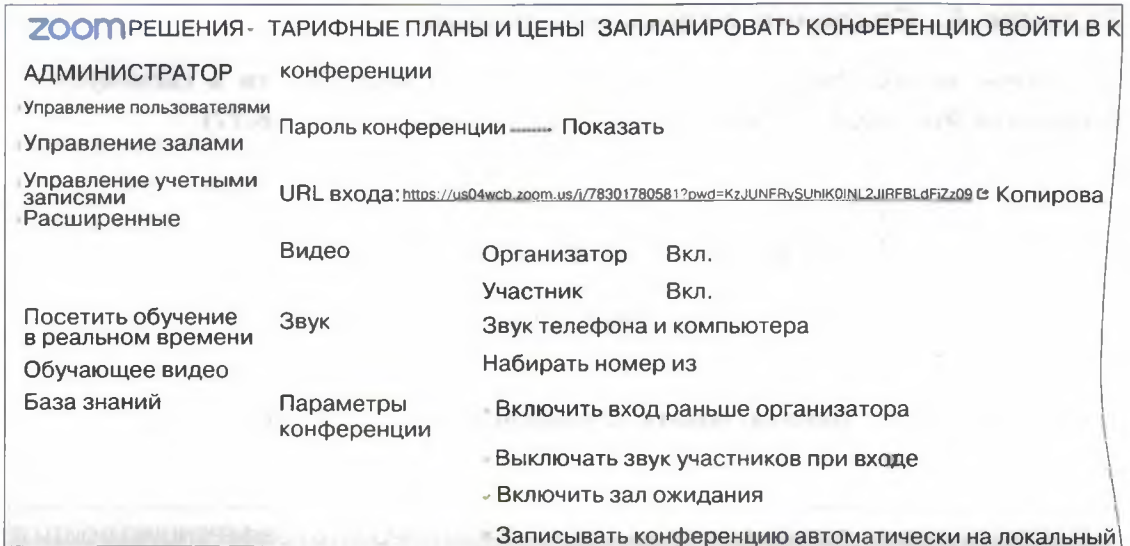 zoom РЕШЕНИЯ - ТАРИФНЫЕ ПЛАНЫ И ЦЕНЫ ЗАПЛАНИРОВАТЬ КОНФЕРЕНЦИЮ ВОЙТИ В К
АДМИНИСТРАТОР
Управление пользователями
Управление залами
Управление учетными
записями
Расширенные
Посетить обучение
в реальном времени
Обучающее видео
База знаний
конференции
Пароль конференции ........ Показать
URL входа: https://us04wcb.zoom.us/j/78301780581?pwd=KzJUNFRvSUhIK0lNL2JIRFBLdFiZz09 Копирова
Видео Организатор Вкл.
Участник Вкл.
Звук Звук телефона и компьютера
Набирать номер из
Параметры
конференции
Включить вход раньше организатора
Выключать звук участников при входе
Включить зал ожидания
Записывать конференцию автоматически на локальный